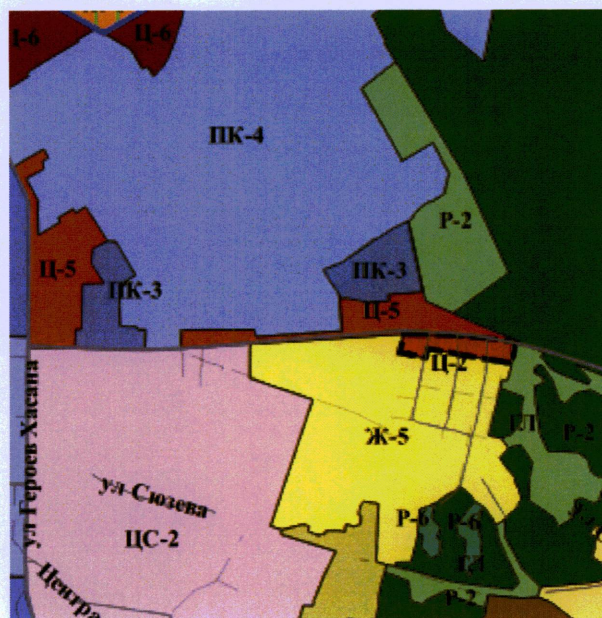 Ц-6
ПК-4
Р-2
Ц-5
ПК-3
ПК-3
Ц-5
Ц-2
ул Героев Хасана
Ж-5
ГЛ
Р-2
ул Сюзева
Р-6
Р-6
ЦС-2
ГЛ
Р-2
Центра